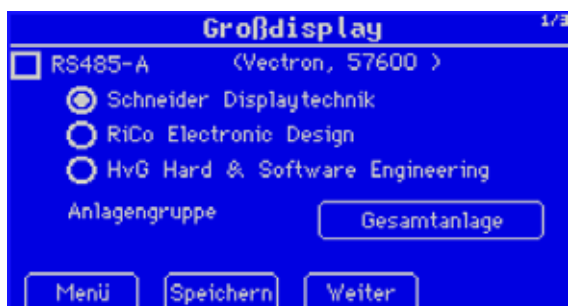 Großdisplay 1/3
RS485-A (Vectron, 57600 )
Schneider Displaytechnik
RiCo Electronic Design
HvG Hard & Software Engineering
Anlagengruppe Gesamtanlage
Menü Speichern Weiter